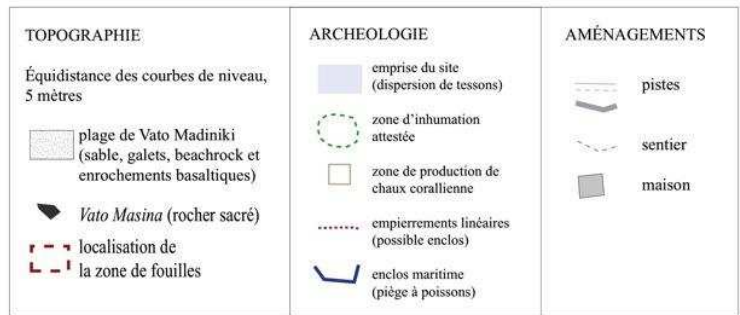 TOPOGRAPHIE
Équidistance des courbes de niveau,
5 mètres
plage de Vato Madiniki
(sable, galets, beachrock et
enrochements basaltiques)
Vato Masina (rocher sacré)
localisation de
la zone de fouilles
ARCHEOLOGIE
emprise du site
(dispersion de tessons)
zone d'inhumation
attestée
zone de production de
chaux corallienne
empierrements linéaires
(possible enclos)
enclos maritime
(piège à poissons)
AMÉNAGEMENTS
pistes
sentier
maison